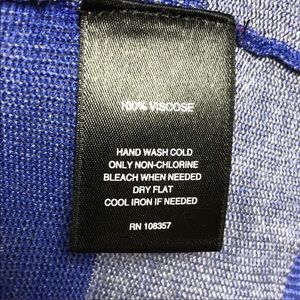 100% VISCOSE
HAND WASH COLD
ONLY NON-CHLORINE
BLEACH WHEN NEEDED
DRY FLAT
COOL IRON IF NEEDED
RN 108357